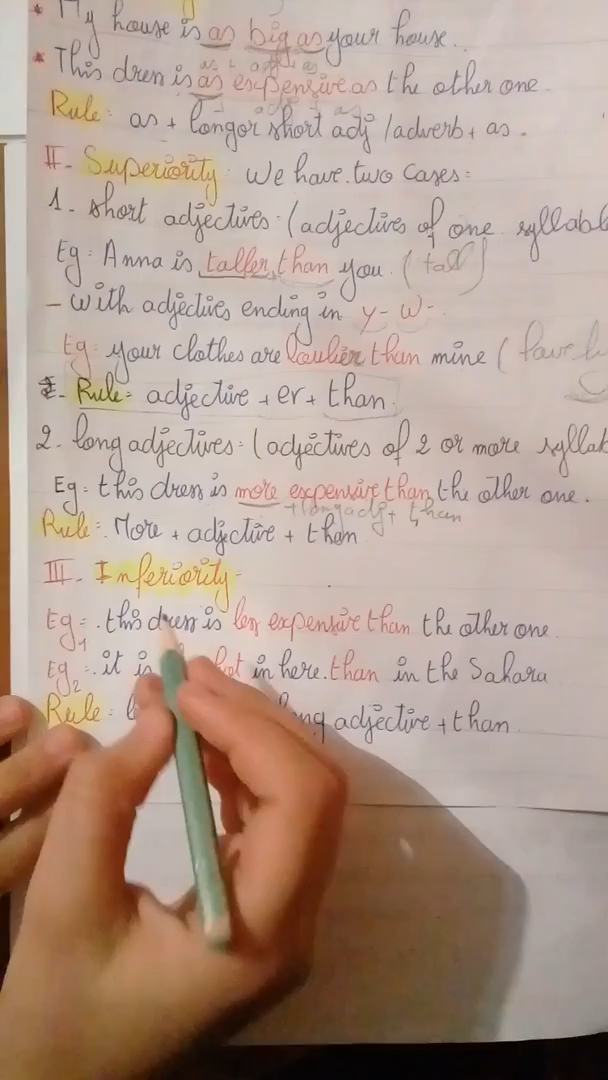 * My house is as big as your house.
* This dress is as expensive as the other one.
Rule: as + long or short adj / adverb + as.
II- Superiority: We have two cases:
1- short adjectives: (adjectives of one syllabl
Eg: Anna is taller than you (tall)
- with adjectives ending in y- w-
Eg: your clothes are than mine (
Rule: adjective + er + than
2- long adjectives: (adjectives of 2 or more syllab
Eg: this dress is more expensive than the other one.
+ long adj + than
Rule: More + adjective + than
III- Inferiority-
Eg1: this dress is less expensive than the other one
Eg2: it is hot in here than in the Sahara
Rule: adjective + than